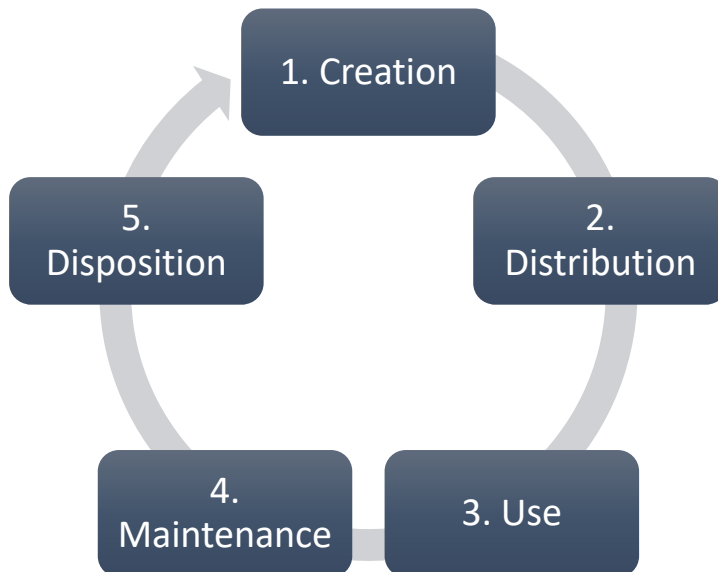 1. Creation
2.
Distribution
3. Use
4.
Maintenance
5.
Disposition